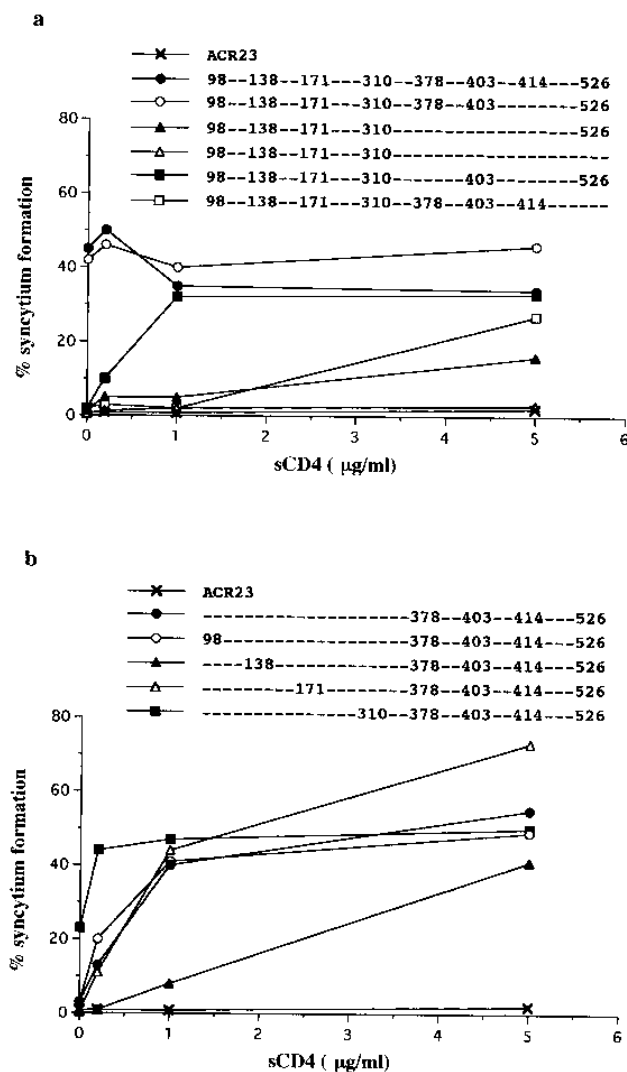 a
ACR23
98--138--171---310--378--403---414---526
98--138--171---310--378--403----------526
98--138--171---310--------------------526
98--138--171---310-----------------------
98--138--171---310-------403----------526
98--138--171---310--378--403---414------
80
60
40
20
0
0 1 2 3 4 5 6
% syncytium formation
sCD4 ( μg/ml)
b
ACR23
---------------------378--403--414---526
98-------------------378--403--414---526
----138--------------378--403--414---526
---------171---------378--403--414---526
----------------310--378--403--414---526
80
60
40
20
0
0 1 2 3 4 5 6
% syncytium formation
sCD4 ( μg/ml)